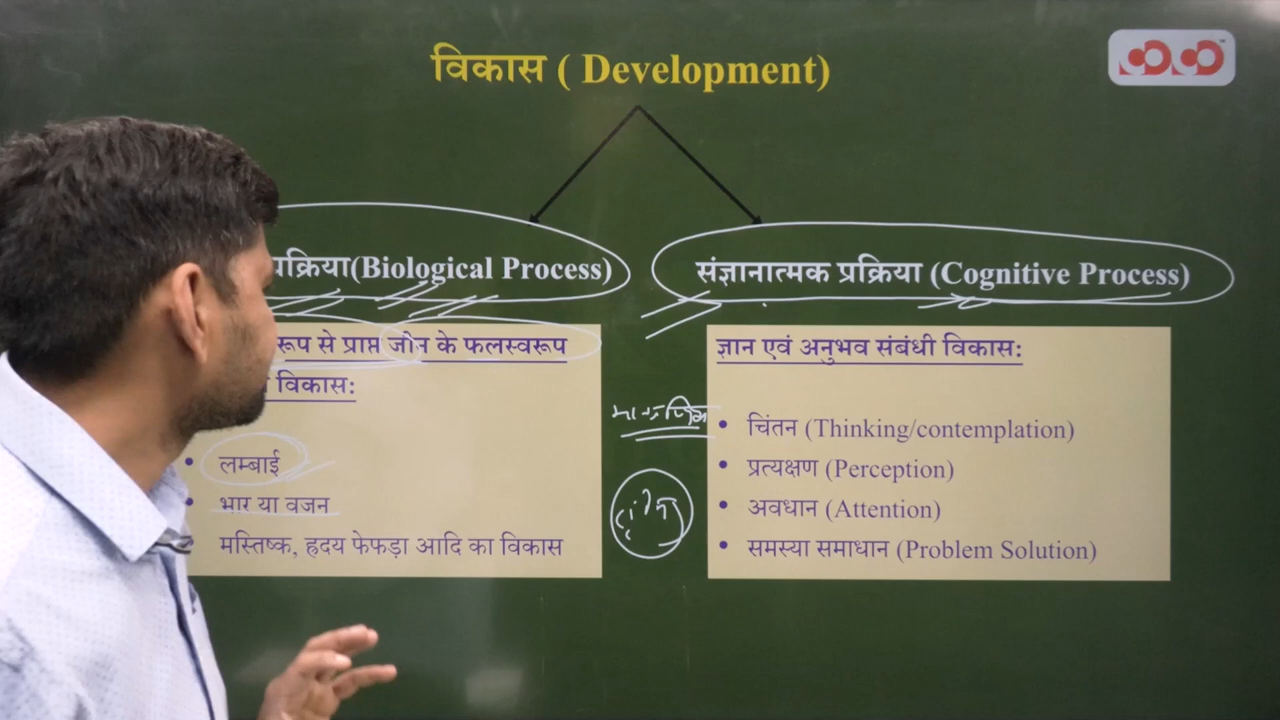 विकास ( Development)
प्रक्रिया(Biological Process)
संज्ञानात्मक प्रक्रिया (Cognitive Process)
रूप से प्राप्त जीन के फलस्वरूप
विकास:
• लम्बाई
• भार या वजन
मस्तिष्क, ह्रदय फेफड़ा आदि का विकास
मानसिक
ज्ञान एवं अनुभव संबंधी विकास:
• चिंतन (Thinking/contemplation)
• प्रत्यक्षण (Perception)
• अवधान (Attention)
• समस्या समाधान (Problem Solution)